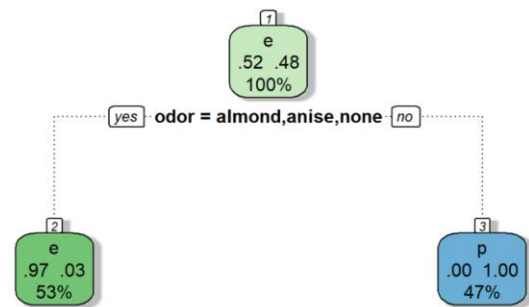 1
e
.52 .48
100%
yes odor = almond,anise,none no
2
e
.97 .03
53%
3
p
.00 1.00
47%